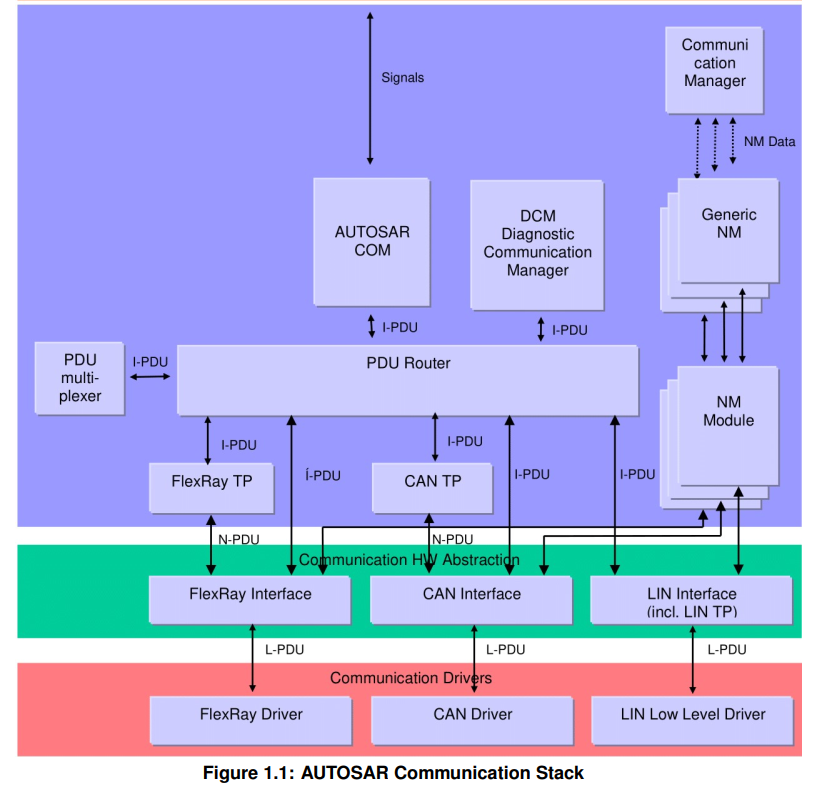 Communi
cation
Manager
Signals
NM Data
AUTOSAR
COM
DCM
Diagnostic
Communication
Manager
Generic
NM
I-PDU
I-PDU
PDU
multi-
plexer
I-PDU
PDU Router
NM
Module
I-PDU
Í-PDU
I-PDU
I-PDU
I-PDU
FlexRay TP
CAN TP
N-PDU
N-PDU
Communication HW Abstraction
FlexRay Interface
CAN Interface
LIN Interface
(incl. LIN TP)
L-PDU
L-PDU
L-PDU
Communication Drivers
FlexRay Driver
CAN Driver
LIN Low Level Driver
Figure 1.1: AUTOSAR Communication Stack